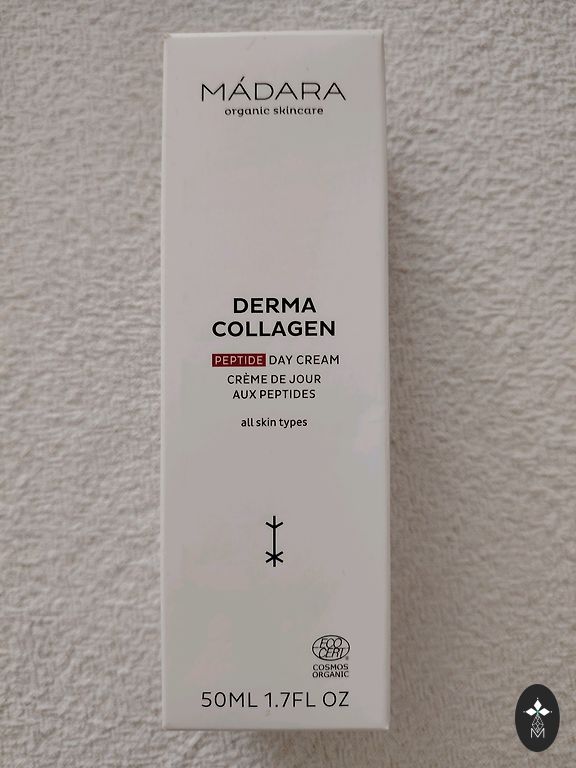 MÁDARA
organic skincare
DERMA
COLLAGEN
PEPTIDE DAY CREAM
CRÈME DE JOUR
AUX PEPTIDES
all skin types
ECO
CERT
COSMOS
ORGANIC
50ML 1.7FL OZ
M